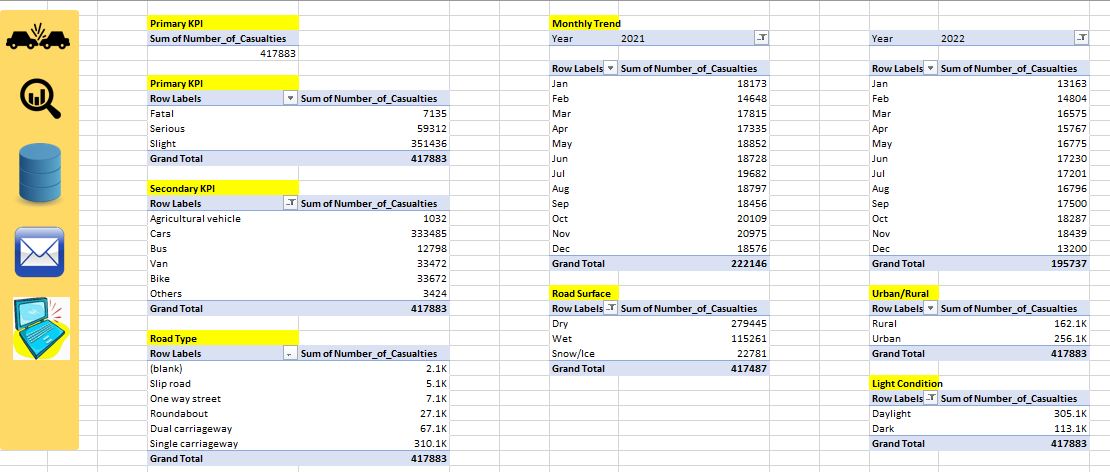 Primary KPI
Sum of Number_of_Casualties
417883
Primary KPI
Row Labels Sum of Number_of_Casualties
Fatal 7135
Serious 59312
Slight 351436
Grand Total 417883
Secondary KPI
Row Labels Sum of Number_of_Casualties
Agricultural vehicle 1032
Cars 333485
Bus 12798
Van 33472
Bike 33672
Others 3424
Grand Total 417883
Road Type
Row Labels Sum of Number_of_Casualties
(blank) 2.1K
Slip road 5.1K
One way street 7.1K
Roundabout 27.1K
Dual carriageway 67.1K
Single carriageway 310.1K
Grand Total 417883
Monthly Trend
Year 2021
Row Labels Sum of Number_of_Casualties
Jan 18173
Feb 14648
Mar 17815
Apr 17335
May 18852
Jun 18728
Jul 19682
Aug 18797
Sep 18456
Oct 20109
Nov 20975
Dec 18576
Grand Total 222146
Road Surface
Row Labels Sum of Number_of_Casualties
Dry 279445
Wet 115261
Snow/Ice 22781
Grand Total 417487
Year 2022
Row Labels Sum of Number_of_Casualties
Jan 13163
Feb 14804
Mar 16575
Apr 15767
May 16775
Jun 17230
Jul 17201
Aug 16796
Sep 17500
Oct 18287
Nov 18439
Dec 13200
Grand Total 195737
Urban/Rural
Row Labels Sum of Number_of_Casualties
Rural 162.1K
Urban 256.1K
Grand Total 417883
Light Condition
Row Labels Sum of Number_of_Casualties
Daylight 305.1K
Dark 113.1K
Grand Total 417883